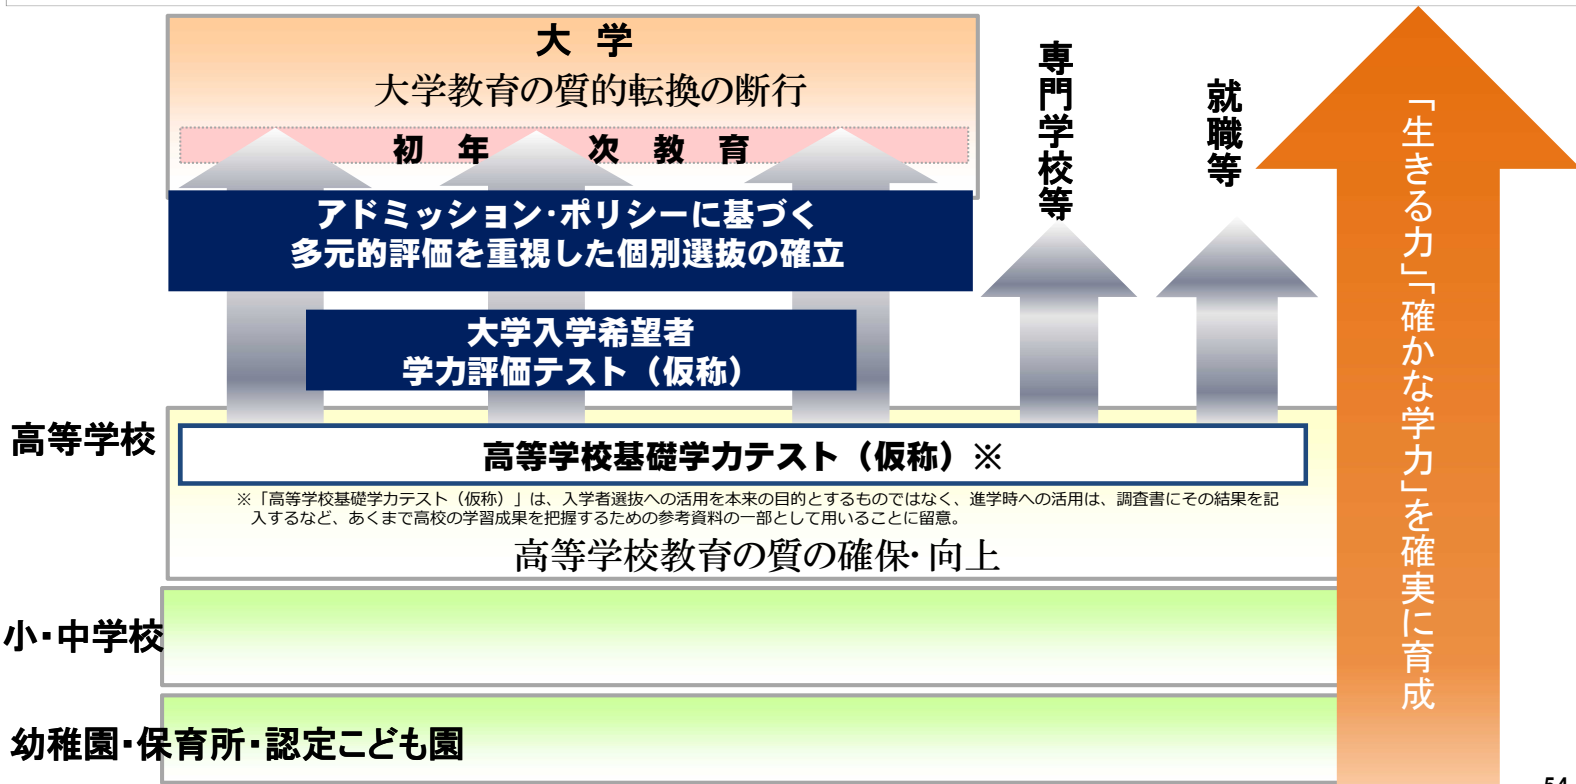 大 学
大学教育の質的転換の断行
初 年 次 教 育
アドミッション・ポリシーに基づく
多元的評価を重視した個別選抜の確立
大学入学希望者
学力評価テスト（仮称）
専門学校等
就職等
「生きる力」「確かな学力」を確実に育成
高等学校
高等学校基礎学力テスト（仮称）※
※「高等学校基礎学力テスト（仮称）」は、入学者選抜への活用を本来の目的とするものではなく、進学時への活用は、調査書にその結果を記
入するなど、あくまで高校の学習成果を把握するための参考資料の一部として用いることに留意。
高等学校教育の質の確保・向上
小・中学校
幼稚園・保育所・認定こども園
54